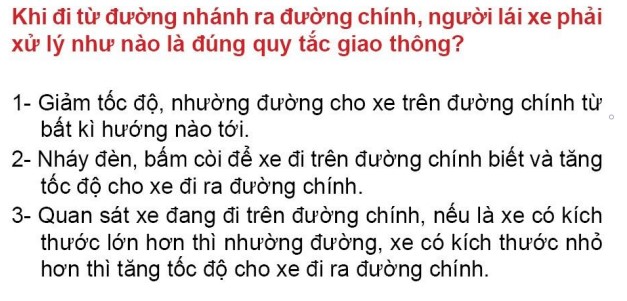 Khi đi từ đường nhánh ra đường chính, người lái xe phải
xử lý như nào là đúng quy tắc giao thông?
1- Giảm tốc độ, nhường đường cho xe trên đường chính từ
bất kì hướng nào tới.
2- Nháy đèn, bấm còi để xe đi trên đường chính biết và tăng
tốc độ cho xe đi ra đường chính.
3- Quan sát xe đang đi trên đường chính, nếu là xe có kích
thước lớn hơn thì nhường đường, xe có kích thước nhỏ
hơn thì tăng tốc độ cho xe đi ra đường chính.